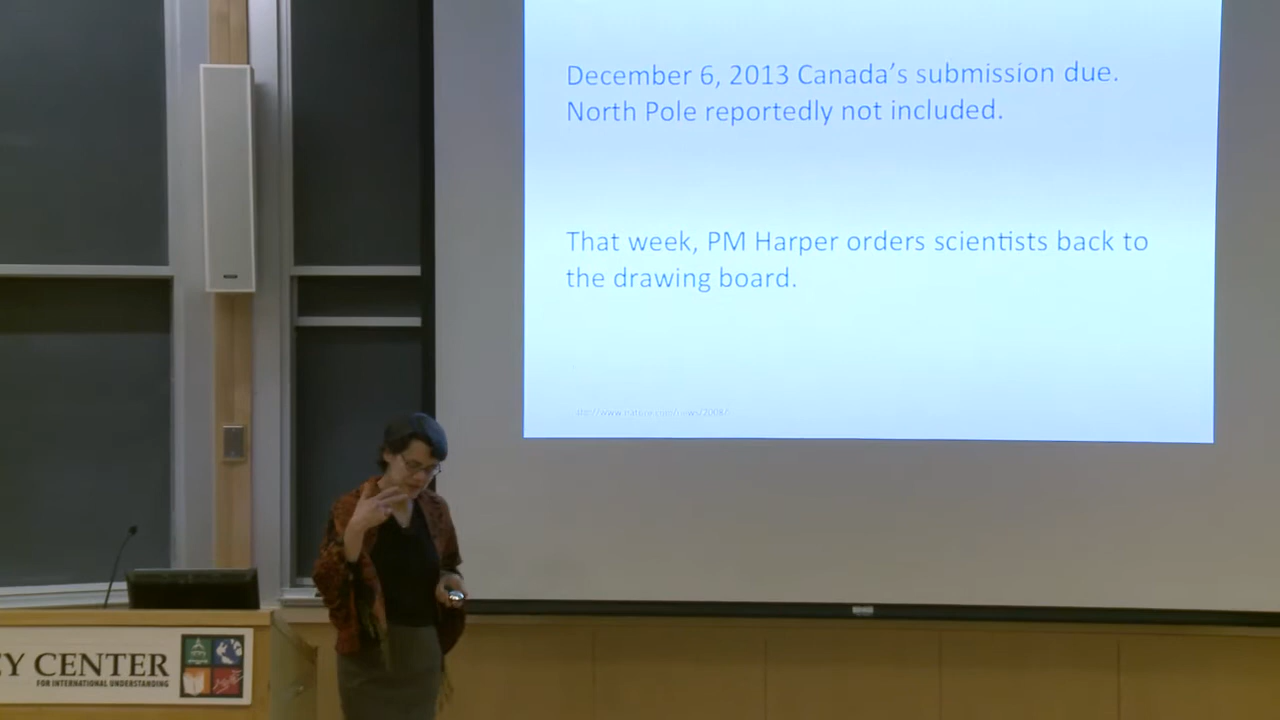 December 6, 2013 Canada's submission due.
North Pole reportedly not included.
That week, PM Harper orders scientists back to
the drawing board.
EY CENTER
FOR INTERNATIONAL UNDERSTANDING